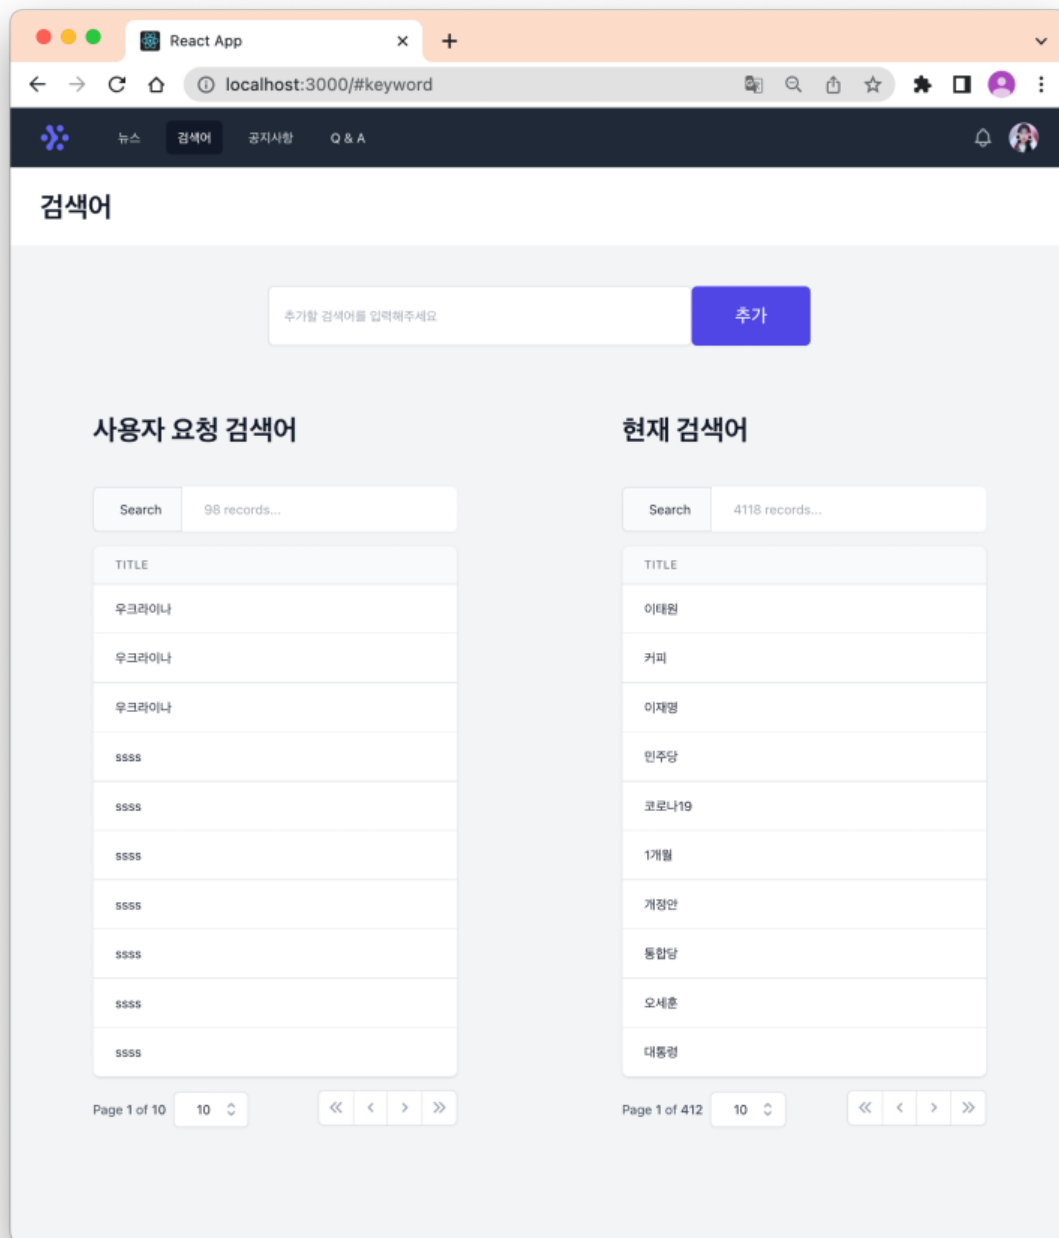 React App
localhost:3000/#keyword
뉴스 검색어 공지사항 Q & A
검색어
추가할 검색어를 입력해주세요 추가
사용자 요청 검색어
Search 98 records...
TITLE
우크라이나
우크라이나
우크라이나
ssss
ssss
ssss
ssss
ssss
ssss
ssss
Page 1 of 10 10
현재 검색어
Search 4118 records...
TITLE
이태원
커피
이재명
민주당
코로나19
1개월
개정안
통합당
오세훈
대통령
Page 1 of 412 10